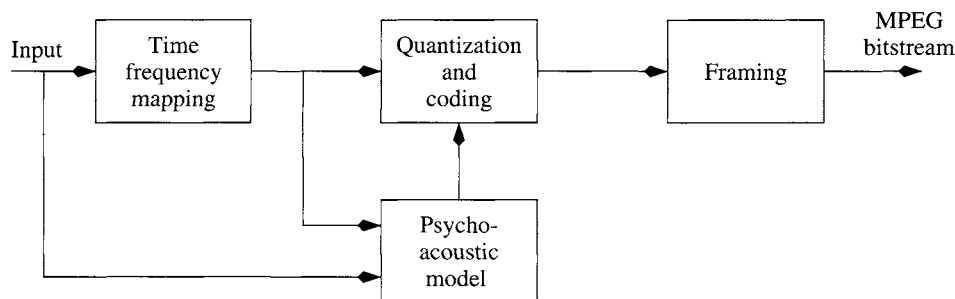 Input
Time
frequency
mapping
Quantization
and
coding
Framing
MPEG
bitstream
Psycho-
acoustic
model